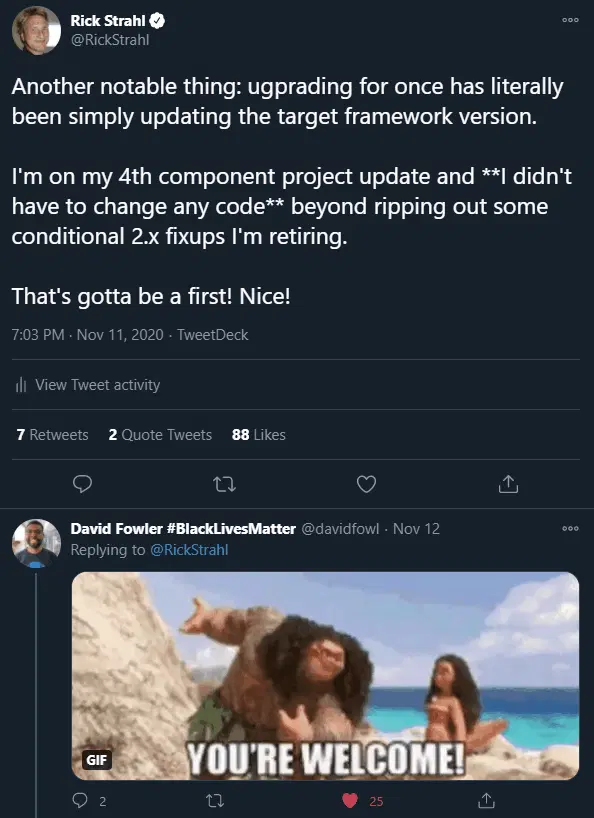 Rick Strahl
@RickStrahl
Another notable thing: ugprading for once has literally
been simply updating the target framework version.
I'm on my 4th component project update and **I didn't
have to change any code** beyond ripping out some
conditional 2.x fixups I'm retiring.
That's gotta be a first! Nice!
7:03 PM · Nov 11, 2020 · TweetDeck
View Tweet activity
7 Retweets 2 Quote Tweets 88 Likes
David Fowler #BlackLivesMatter @davidfowl · Nov 12
Replying to @RickStrahl
YOU'RE WELCOME!
GIF
2 25